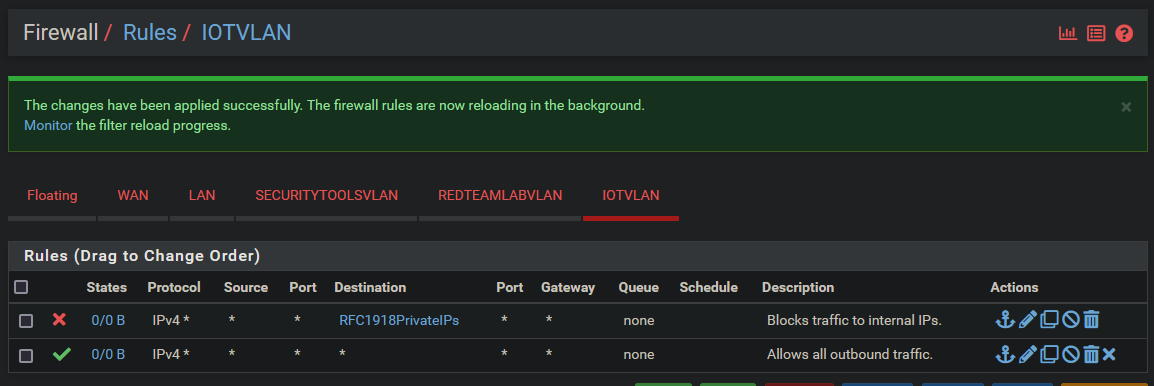 Firewall / Rules / IOTVLAN
The changes have been applied successfully. The firewall rules are now reloading in the background.
Monitor the filter reload progress.
Floating WAN LAN SECURITYTOOLSVLAN REDTEAMLABVLAN IOTVLAN
Rules (Drag to Change Order)
States Protocol Source Port Destination Port Gateway Queue Schedule Description Actions
0/0 B IPv4 * * * RFC1918PrivateIPs * * none Blocks traffic to internal IPs.
0/0 B IPv4 * * * * * * none Allows all outbound traffic.